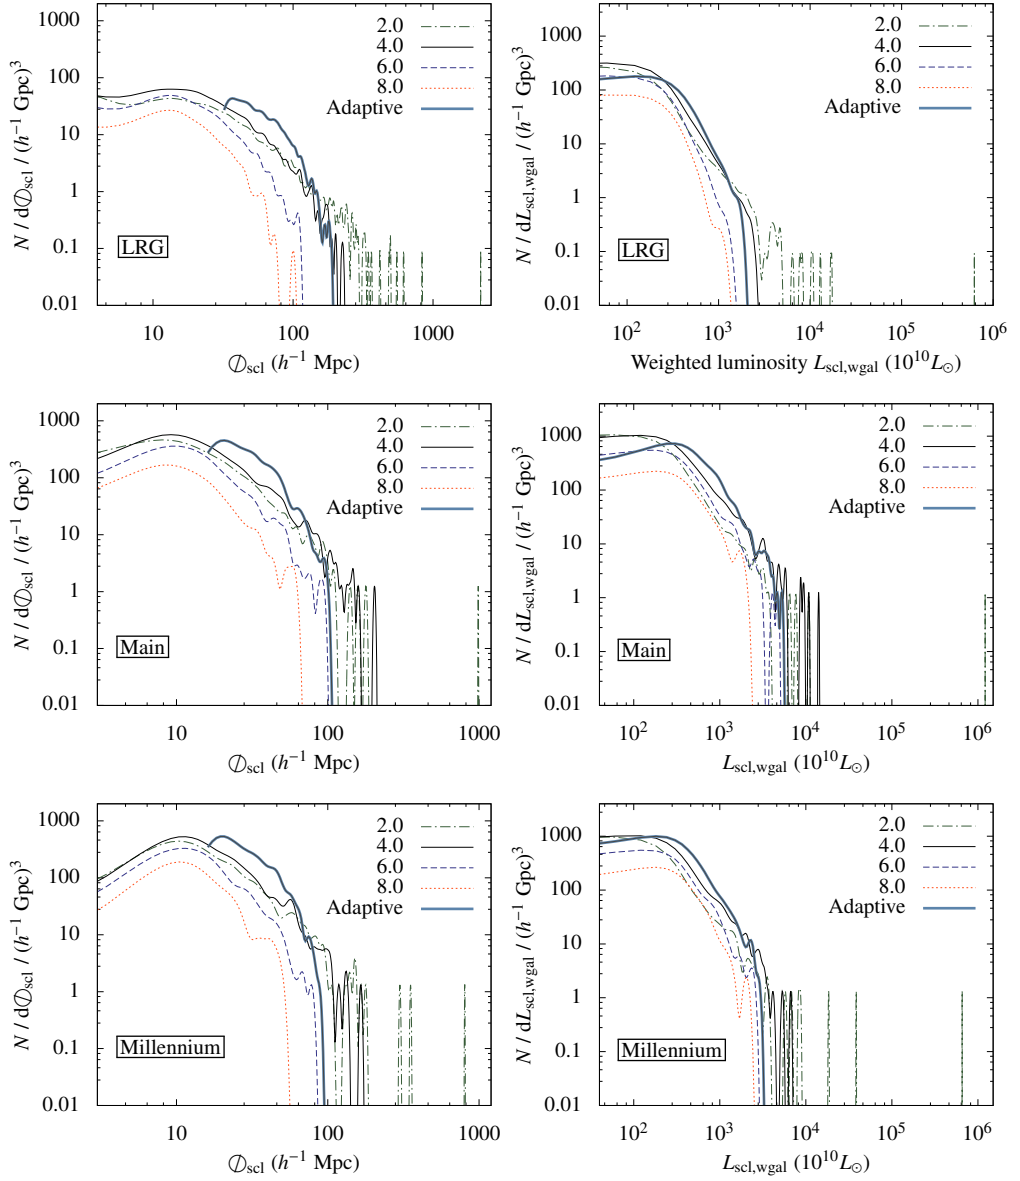 1000
100
10
1
0.1
0.01
N / d∅scl / (h⁻¹ Gpc)³
2.0
4.0
6.0
8.0
Adaptive
LRG
10 100 1000
∅scl (h⁻¹ Mpc)
1000
100
10
1
0.1
0.01
N / dLscl,wgal / (h⁻¹ Gpc)³
2.0
4.0
6.0
8.0
Adaptive
LRG
10² 10³ 10⁴ 10⁵ 10⁶
Weighted luminosity Lscl,wgal (10¹⁰L⊙)
1000
100
10
1
0.1
0.01
N / d∅scl / (h⁻¹ Gpc)³
2.0
4.0
6.0
8.0
Adaptive
Main
10 100 1000
∅scl (h⁻¹ Mpc)
1000
100
10
1
0.1
0.01
N / dLscl,wgal / (h⁻¹ Gpc)³
2.0
4.0
6.0
8.0
Adaptive
Main
10² 10³ 10⁴ 10⁵ 10⁶
Lscl,wgal (10¹⁰L⊙)
1000
100
10
1
0.1
0.01
N / d∅scl / (h⁻¹ Gpc)³
2.0
4.0
6.0
8.0
Adaptive
Millennium
10 100 1000
∅scl (h⁻¹ Mpc)
1000
100
10
1
0.1
0.01
N / dLscl,wgal / (h⁻¹ Gpc)³
2.0
4.0
6.0
8.0
Adaptive
Millennium
10² 10³ 10⁴ 10⁵ 10⁶
Lscl,wgal (10¹⁰L⊙)